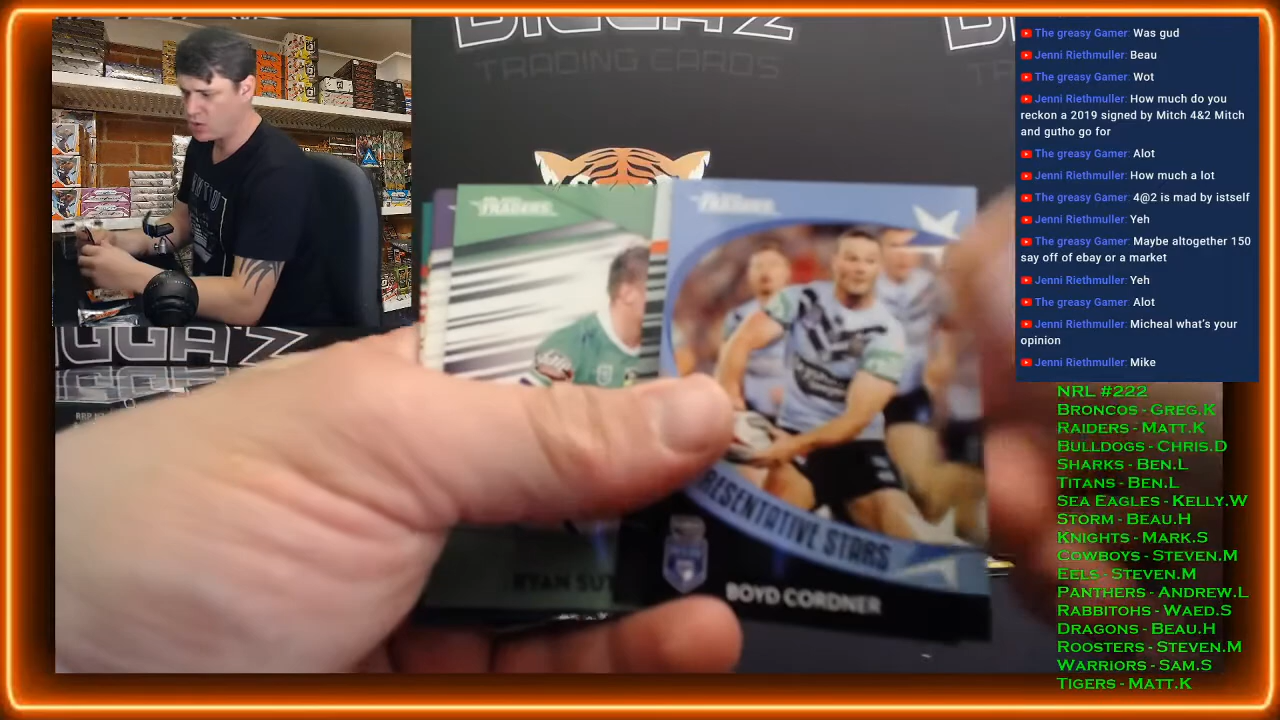 DIGGAZ
TRADING CARDS
TRADERS
TRADERS
RYAN SUT
REPRESENTATIVE STARS
BOYD CORDNER
The greasy Gamer: Was gud
Jenni Riethmuller: Beau
The greasy Gamer: Wot
Jenni Riethmuller: How much do you
reckon a 2019 signed by Mitch 4&2 Mitch
and gutho go for
The greasy Gamer: Alot
Jenni Riethmuller: How much a lot
The greasy Gamer: 4@2 is mad by istself
Jenni Riethmuller: Yeh
The greasy Gamer: Maybe altogether 150
say off of ebay or a market
Jenni Riethmuller: Yeh
The greasy Gamer: Alot
Jenni Riethmuller: Micheal what's your
opinion
Jenni Riethmuller: Mike
NRL #222
Broncos - Greg.K
Raiders - Matt.K
Bulldogs - Chris.D
Sharks - Ben.L
Titans - Ben.L
Sea Eagles - Kelly.W
Storm - Beau.H
Knights - Mark.S
Cowboys - Steven.M
Eels - Steven.M
Panthers - Andrew.L
Rabbitohs - Waed.S
Dragons - Beau.H
Roosters - Steven.M
Warriors - Sam.S
Tigers - Matt.K